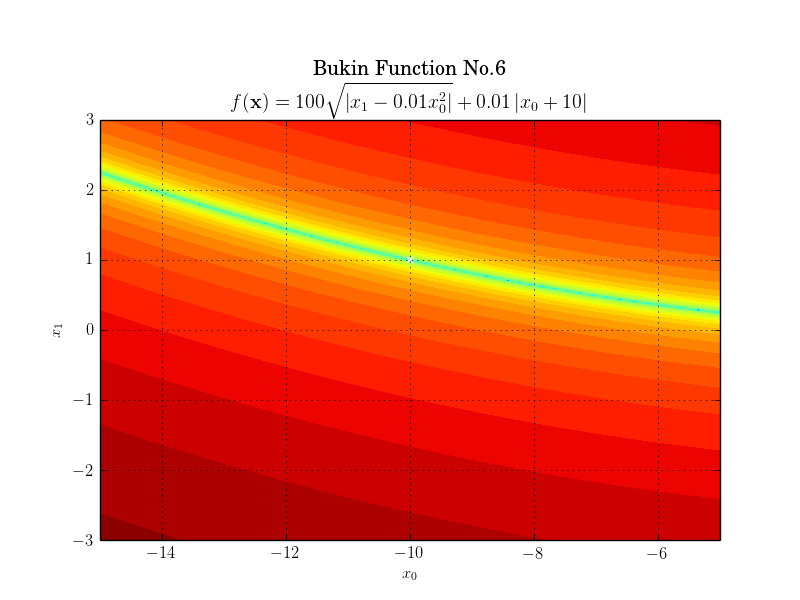 Bukin Function No.6
f(x) = 100√|x₁ − 0.01x₀²| + 0.01 |x₀ + 10|
3
2
1
0
−1
−2
−3
x₁
−14 −12 −10 −8 −6
x₀